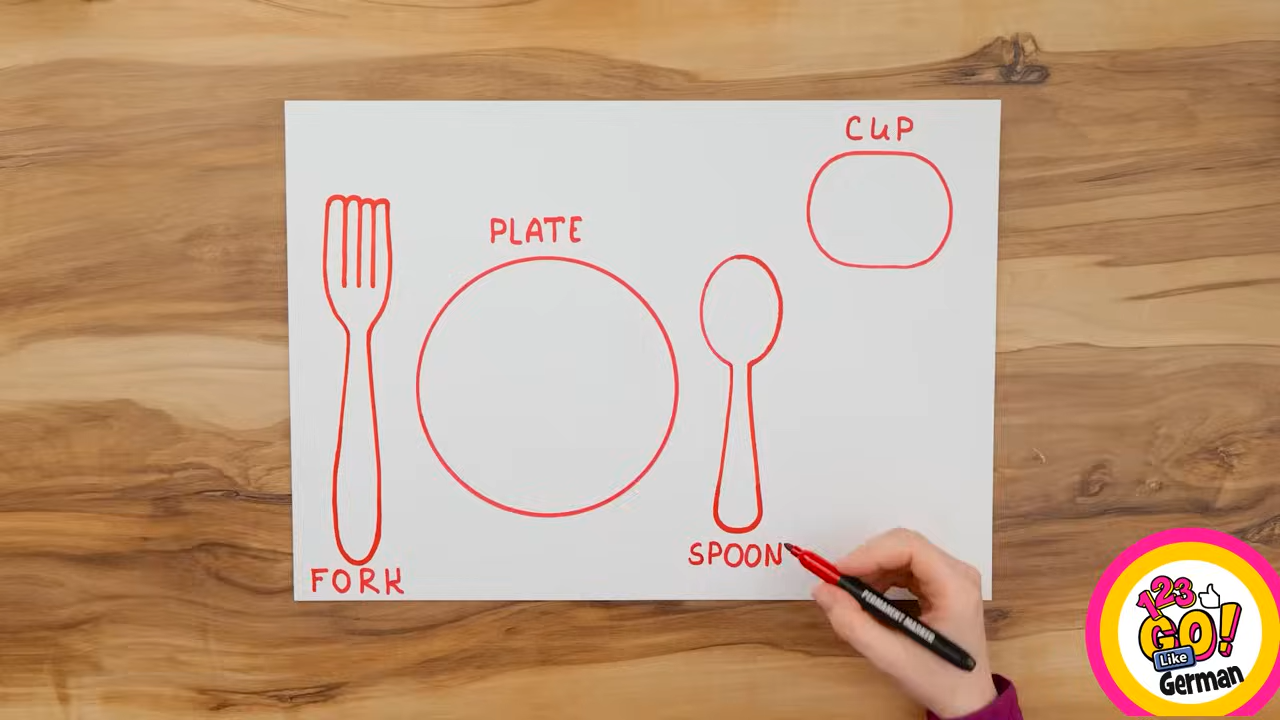 CUP
PLATE
SPOON
FORK
PERMANENT MARKER
123
GO!
Like
German